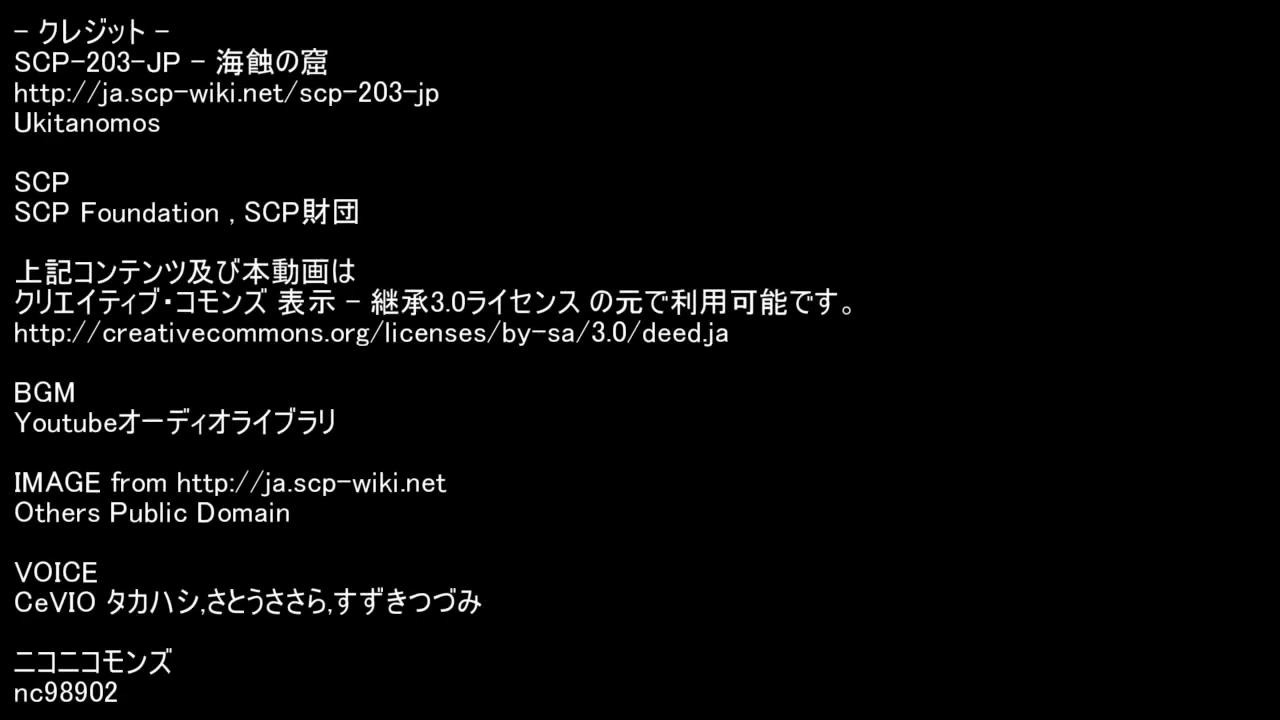 - クレジット -
SCP-203-JP - 海蝕の窟
http://ja.scp-wiki.net/scp-203-jp
Ukitanomos
SCP
SCP Foundation , SCP財団
上記コンテンツ及び本動画は
クリエイティブ・コモンズ 表示 - 継承3.0ライセンス の元で利用可能です。
http://creativecommons.org/licenses/by-sa/3.0/deed.ja
BGM
Youtubeオーディオライブラリ
IMAGE from http://ja.scp-wiki.net
Others Public Domain
VOICE
CeVIO タカハシ,さとうささら,すずきつづみ
ニコニコモンズ
nc98902